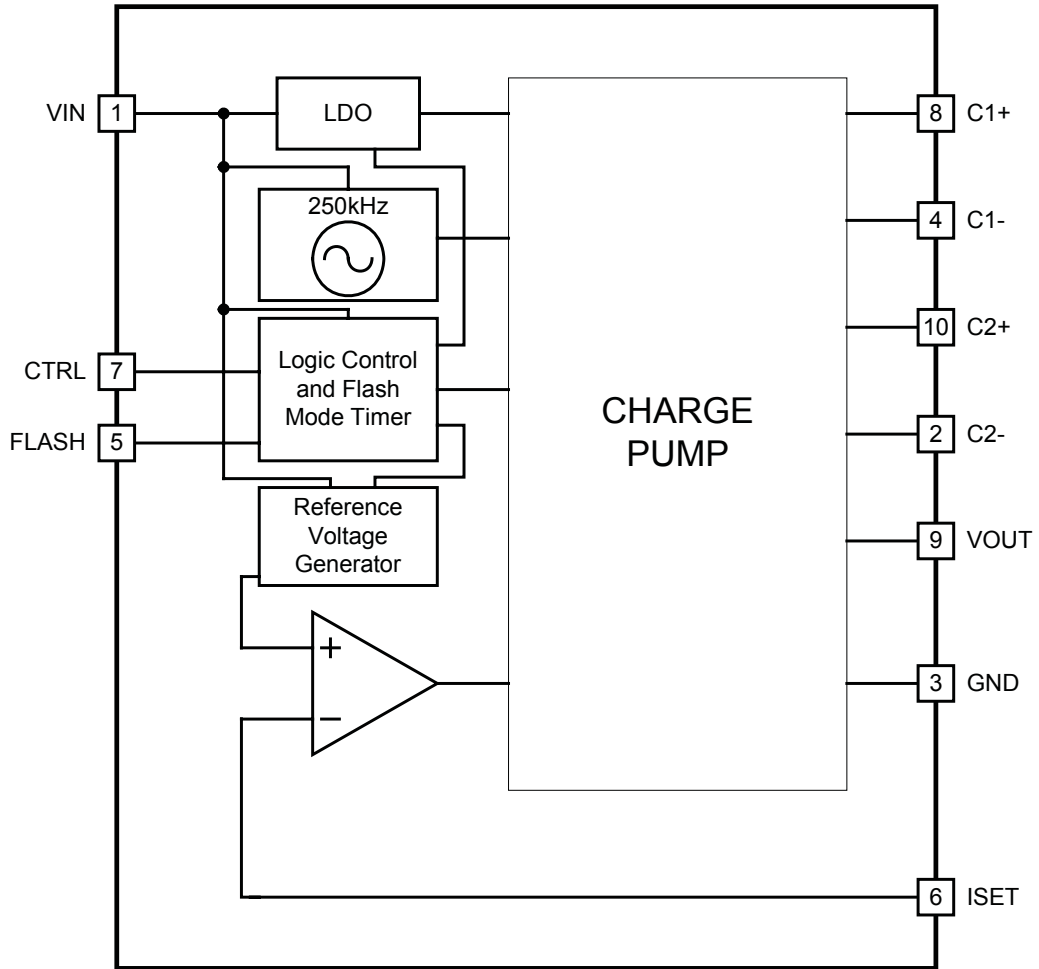 VIN
1
LDO
8
C1+
250kHz
4
C1-
10
C2+
CTRL
7
Logic Control
and Flash
Mode Timer
FLASH
5
CHARGE
PUMP
2
C2-
Reference
Voltage
Generator
9
VOUT
+
−
3
GND
6
ISET